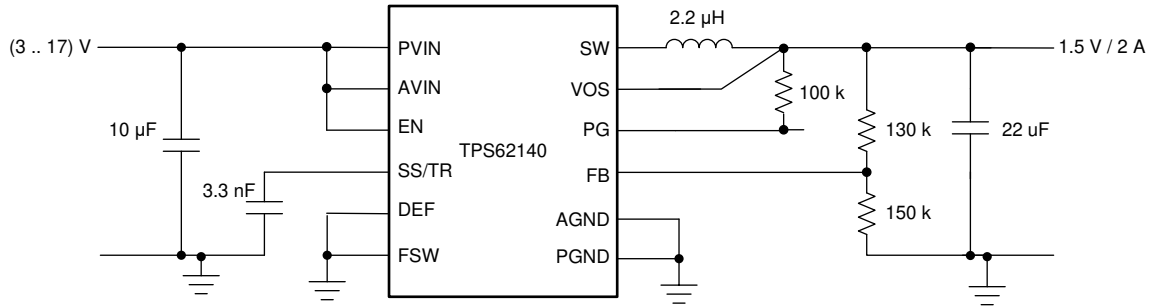 2.2 µH
(3 .. 17) V
PVIN
SW
1.5 V / 2 A
AVIN
VOS
100 k
10 µF
EN
PG
130 k
22 uF
TPS62140
3.3 nF
SS/TR
FB
DEF
AGND
150 k
FSW
PGND